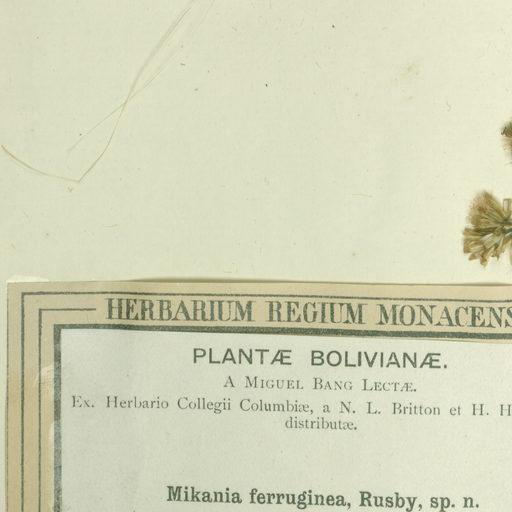 HERBARIUM REGIUM MONACENS
PLANTÆ BOLIVIANÆ.
A MIGUEL BANG LECTÆ.
Ex. Herbario Collegii Columbiæ, a N. L. Britton et H. H
distributæ.
Mikania ferruginea, Rusby, sp. n.